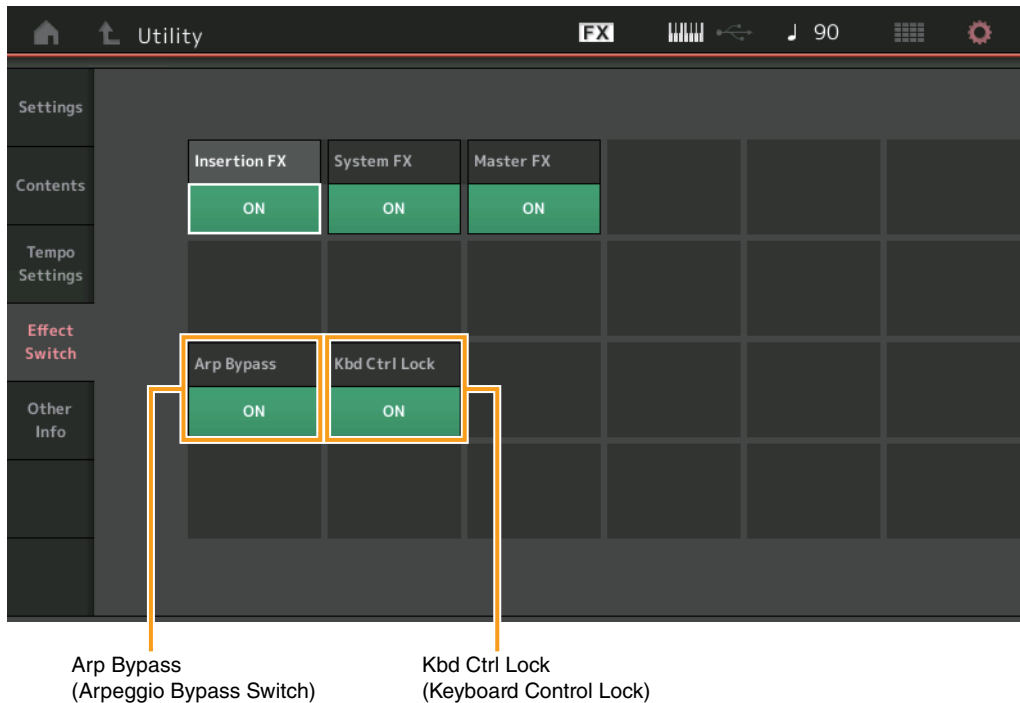 Utility
FX
♩ 90
Settings
Contents
Tempo
Settings
Effect
Switch
Other
Info
Insertion FX
System FX
Master FX
ON
ON
ON
Arp Bypass
Kbd Ctrl Lock
ON
ON
Arp Bypass
(Arpeggio Bypass Switch)
Kbd Ctrl Lock
(Keyboard Control Lock)